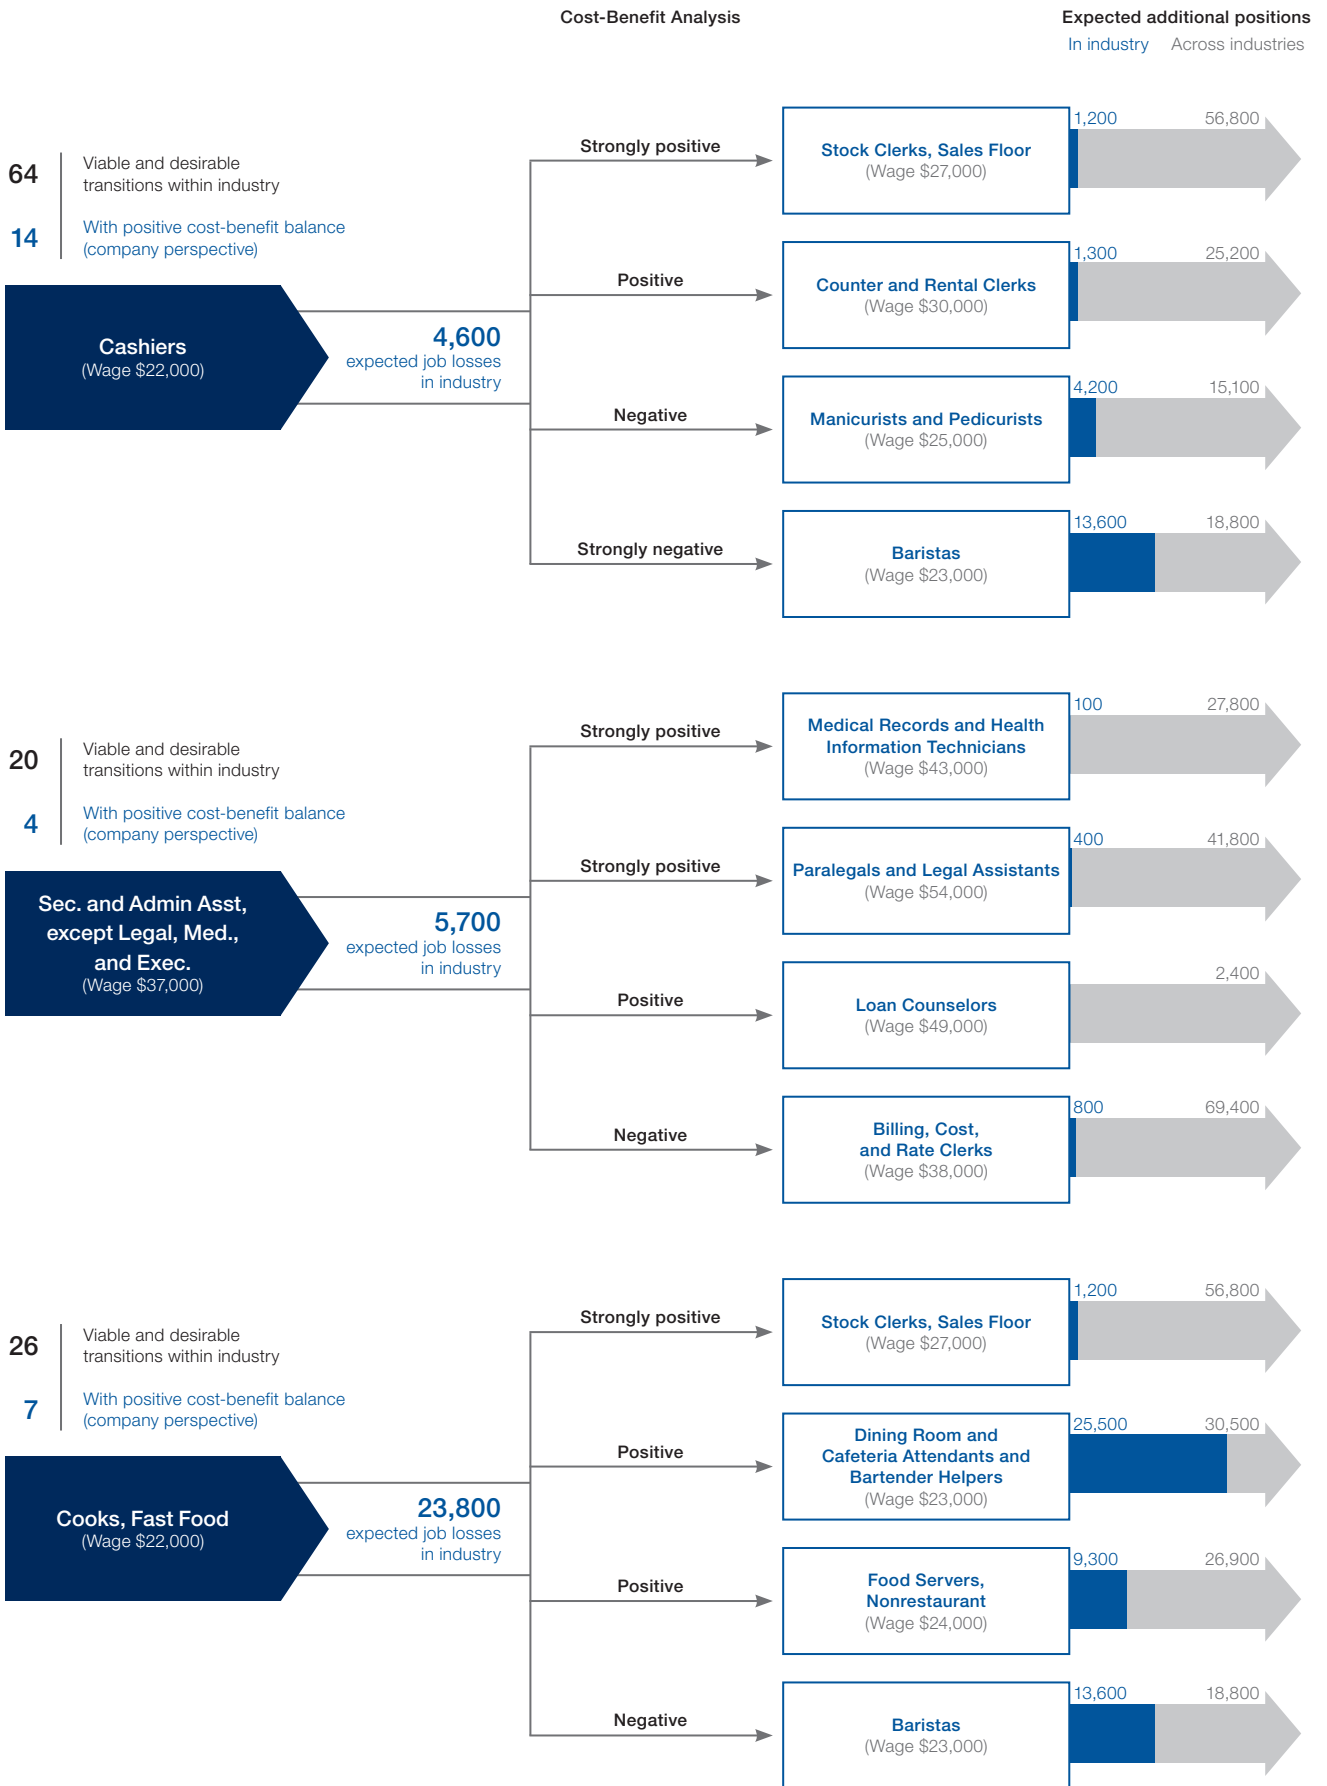 Cost-Benefit Analysis
Expected additional positions
In industry Across industries
64
Viable and desirable
transitions within industry
14
With positive cost-benefit balance
(company perspective)
Cashiers
(Wage $22,000)
4,600
expected job losses
in industry
Strongly positive
Stock Clerks, Sales Floor
(Wage $27,000)
1,200 56,800
Positive
Counter and Rental Clerks
(Wage $30,000)
1,300 25,200
Negative
Manicurists and Pedicurists
(Wage $25,000)
4,200 15,100
Strongly negative
Baristas
(Wage $23,000)
13,600 18,800
20
Viable and desirable
transitions within industry
4
With positive cost-benefit balance
(company perspective)
Sec. and Admin Asst,
except Legal, Med.,
and Exec.
(Wage $37,000)
5,700
expected job losses
in industry
Strongly positive
Medical Records and Health
Information Technicians
(Wage $43,000)
100 27,800
Strongly positive
Paralegals and Legal Assistants
(Wage $54,000)
400 41,800
Positive
Loan Counselors
(Wage $49,000)
2,400
Negative
Billing, Cost,
and Rate Clerks
(Wage $38,000)
800 69,400
26
Viable and desirable
transitions within industry
7
With positive cost-benefit balance
(company perspective)
Cooks, Fast Food
(Wage $22,000)
23,800
expected job losses
in industry
Strongly positive
Stock Clerks, Sales Floor
(Wage $27,000)
1,200 56,800
Positive
Dining Room and
Cafeteria Attendants and
Bartender Helpers
(Wage $23,000)
25,500 30,500
Positive
Food Servers,
Nonrestaurant
(Wage $24,000)
9,300 26,900
Negative
Baristas
(Wage $23,000)
13,600 18,800